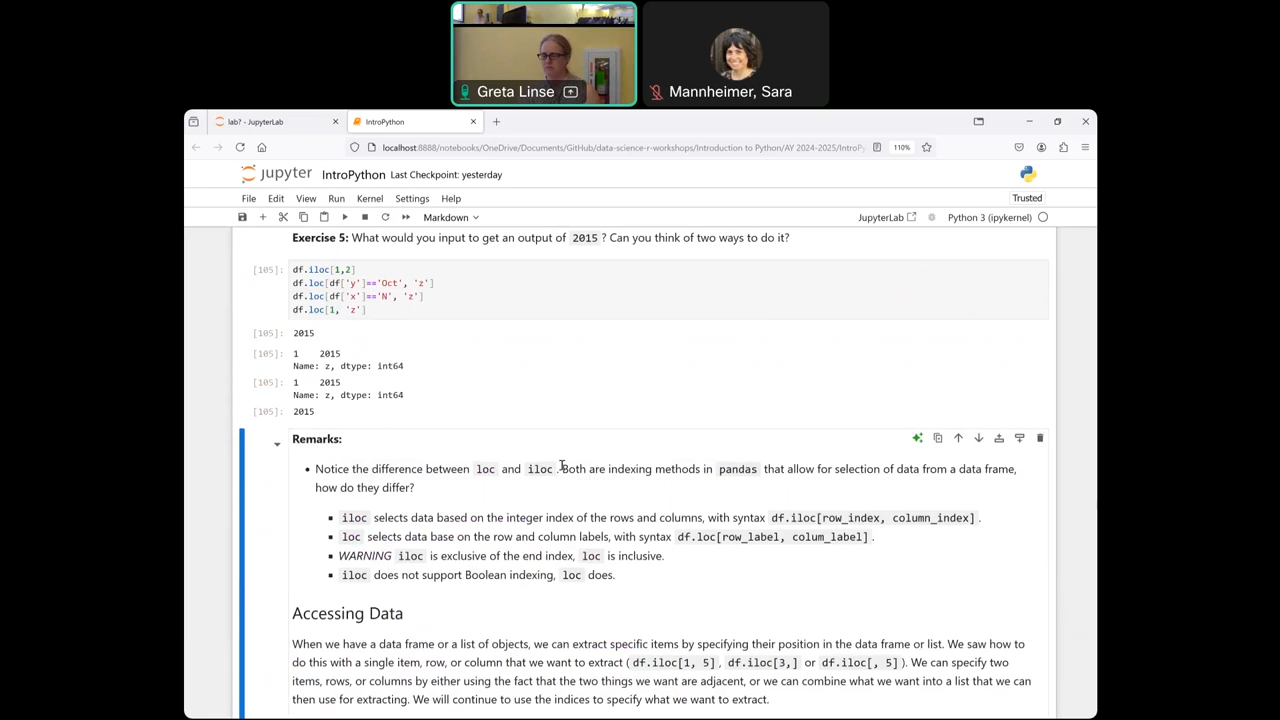 Greta Linse
Mannheimer, Sara
lab? - JupyterLab
IntroPython
localhost:8888/notebooks/OneDrive/Documents/GitHub/data-science-r-workshops/Introduction to Python/AY 2024-2025/IntroPy
110%
jupyter IntroPython Last Checkpoint: yesterday
File Edit View Run Kernel Settings Help
Trusted
Markdown
JupyterLab
Python 3 (ipykernel)
Exercise 5: What would you input to get an output of 2015 ? Can you think of two ways to do it?
[105]: df.iloc[1,2]
df.loc[df['y']=='Oct', 'z']
df.loc[df['x']=='N', 'z']
df.loc[1, 'z']
[105]: 2015
[105]: 1 2015
Name: z, dtype: int64
[105]: 1 2015
Name: z, dtype: int64
[105]: 2015
Remarks:
• Notice the difference between loc and iloc . Both are indexing methods in pandas that allow for selection of data from a data frame,
how do they differ?
▪ iloc selects data based on the integer index of the rows and columns, with syntax df.iloc[row_index, column_index] .
▪ loc selects data base on the row and column labels, with syntax df.loc[row_label, colum_label] .
▪ WARNING iloc is exclusive of the end index, loc is inclusive.
▪ iloc does not support Boolean indexing, loc does.
Accessing Data
When we have a data frame or a list of objects, we can extract specific items by specifying their position in the data frame or list. We saw how to
do this with a single item, row, or column that we want to extract ( df.iloc[1, 5] , df.iloc[3,] or df.iloc[, 5] ). We can specify two
items, rows, or columns by either using the fact that the two things we want are adjacent, or we can combine what we want into a list that we can
then use for extracting. We will continue to use the indices to specify what we want to extract.